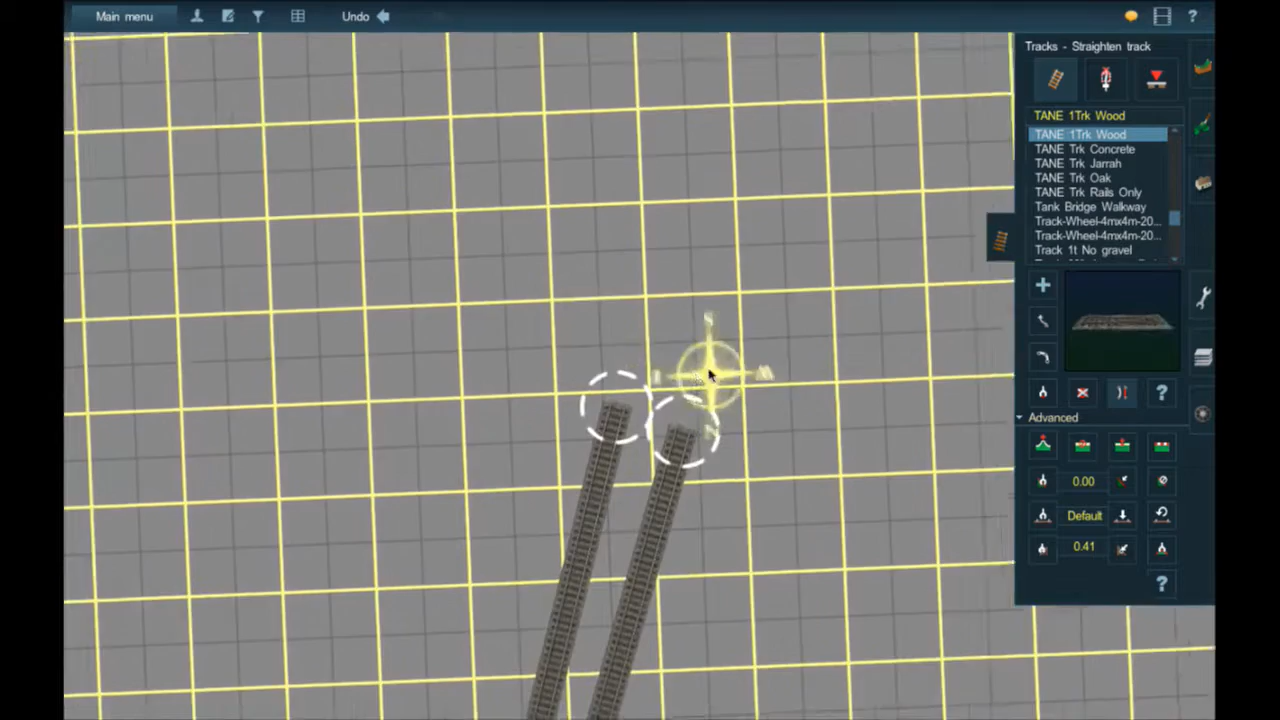 Main menu
Undo
?
Tracks - Straighten track
TANE 1Trk Wood
TANE 1Trk Wood
TANE Trk Concrete
TANE Trk Jarrah
TANE Trk Oak
TANE Trk Rails Only
Tank Bridge Walkway
Track-Wheel-4mx4m-20...
Track-Wheel-4mx4m-20...
Track 1t No gravel
?
Advanced
0.00
Default
0.41
?